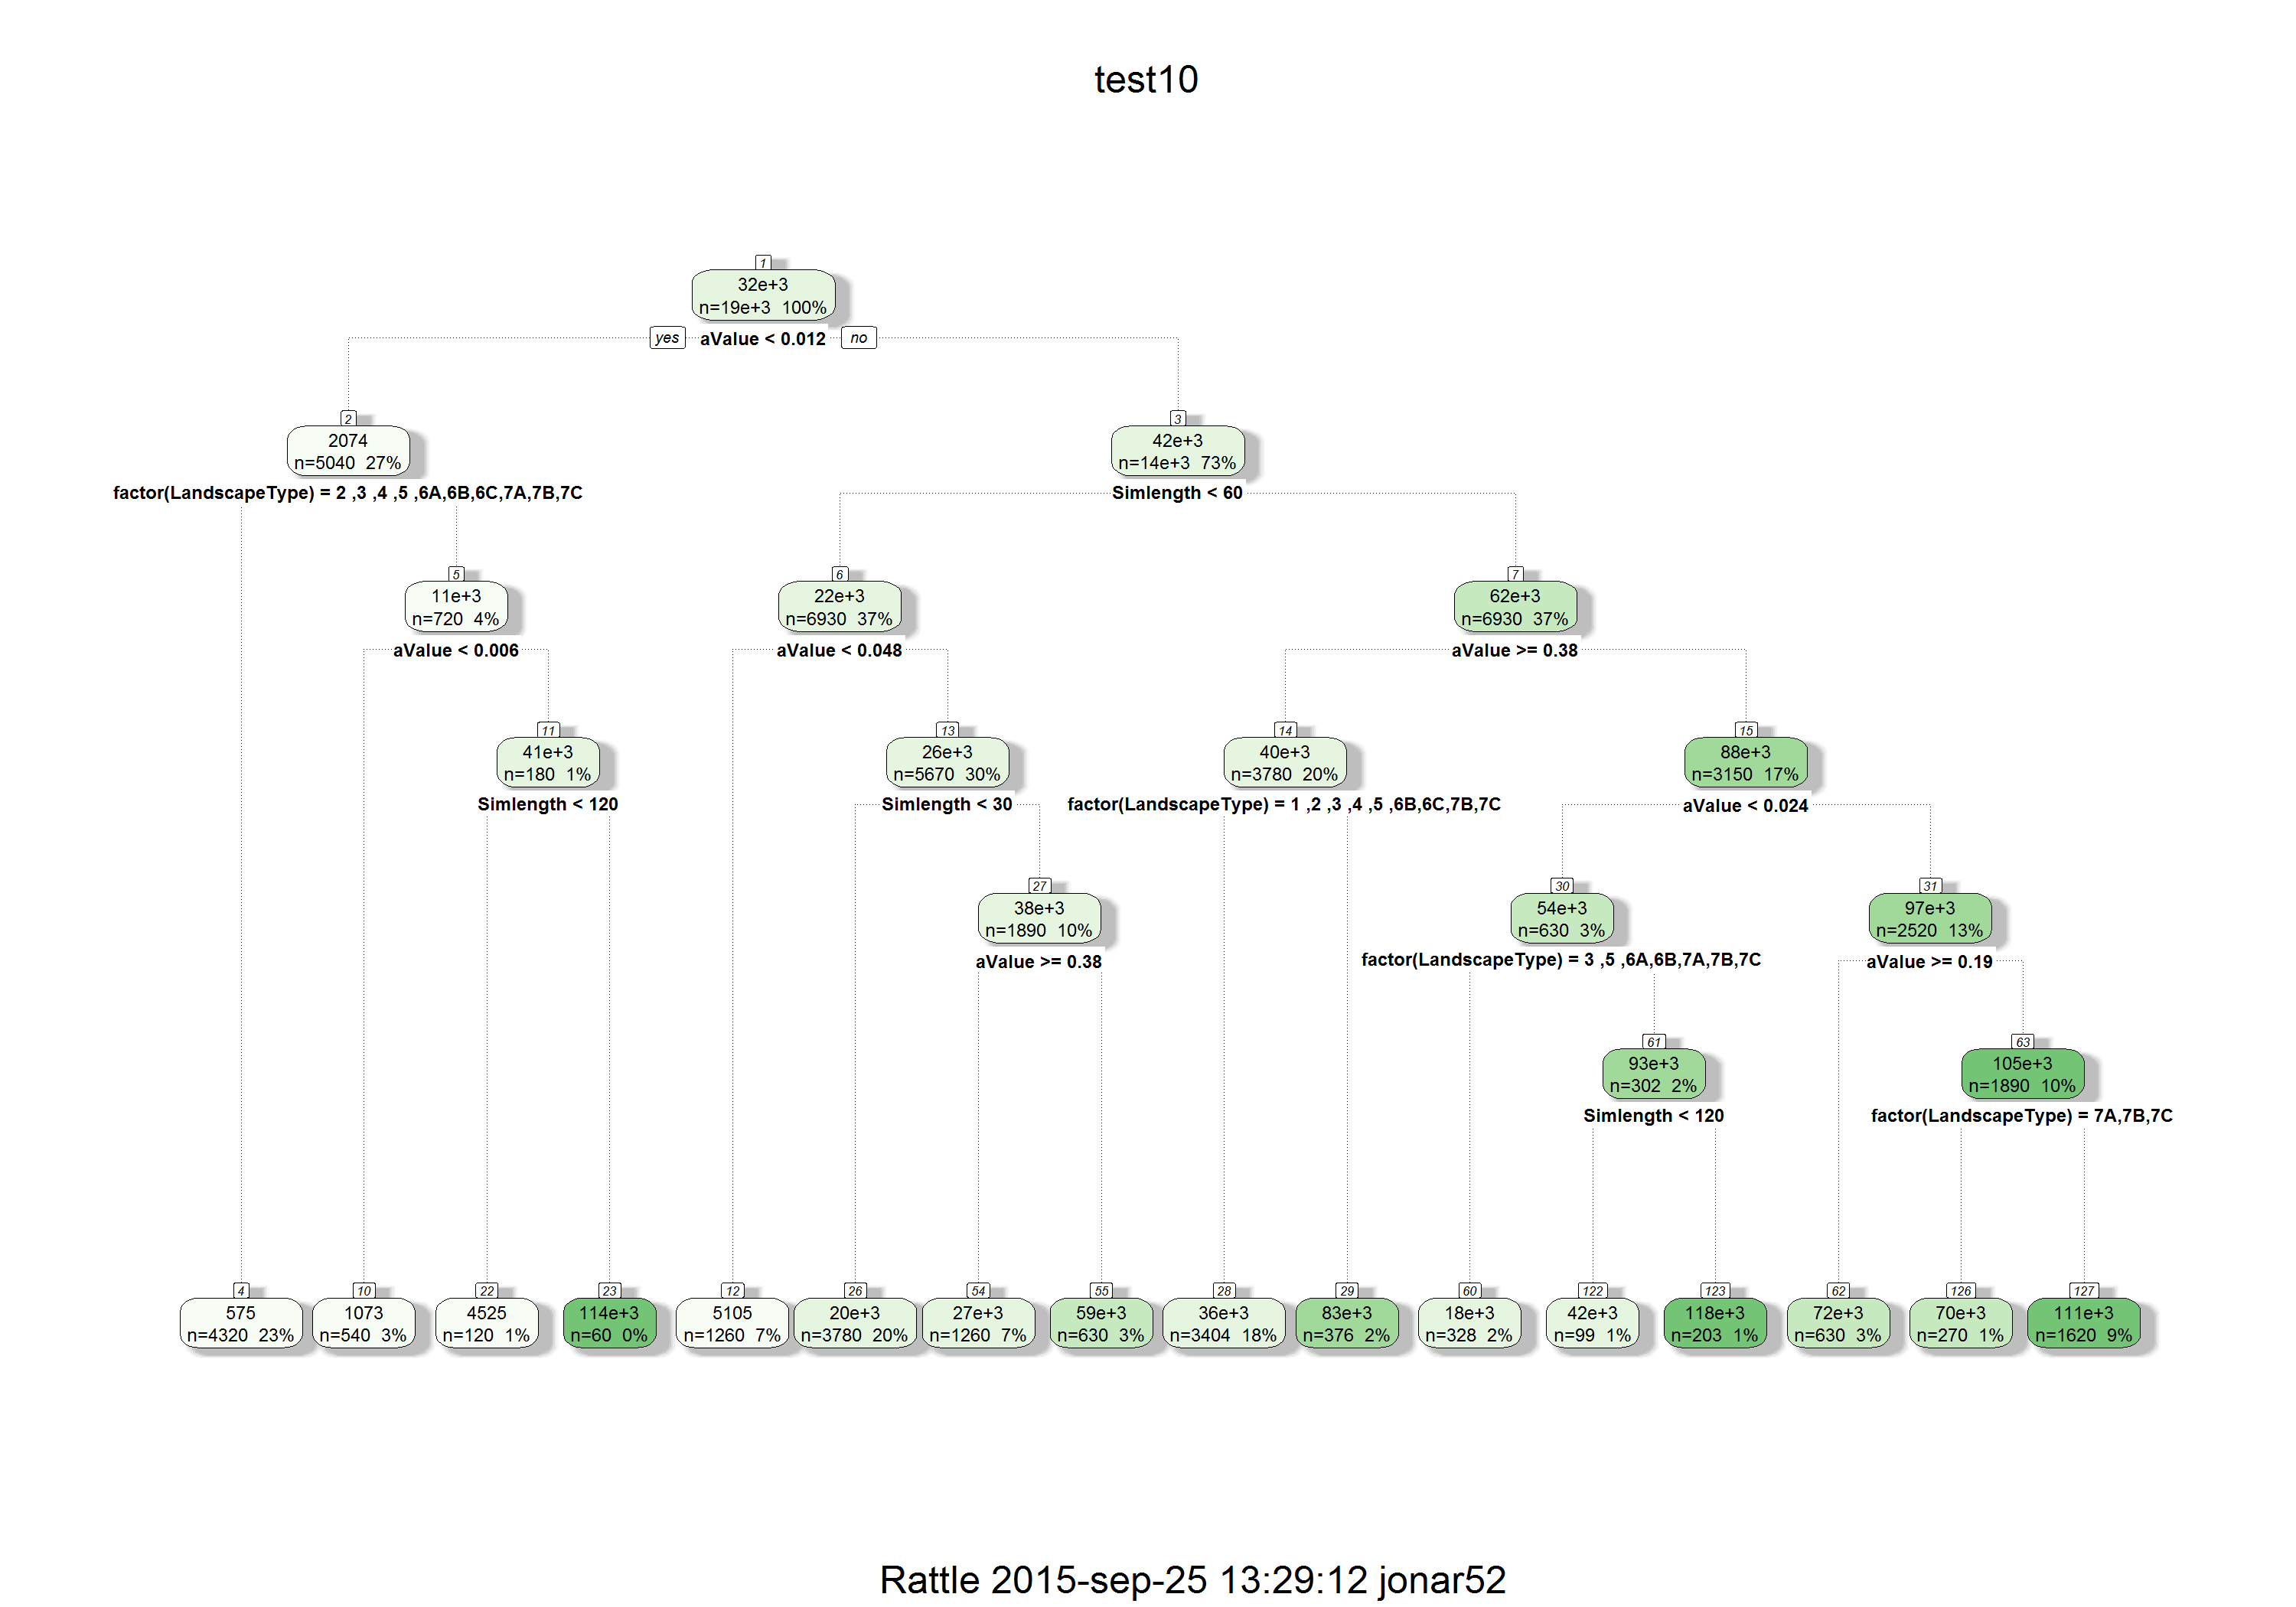 test10
1
32e+3
n=19e+3 100%
yes aValue < 0.012 no
2
2074
n=5040 27%
3
42e+3
n=14e+3 73%
factor(LandscapeType) = 2 ,3 ,4 ,5 ,6A,6B,6C,7A,7B,7C
Simlength < 60
5
11e+3
n=720 4%
6
22e+3
n=6930 37%
7
62e+3
n=6930 37%
aValue < 0.006
aValue < 0.048
aValue >= 0.38
11
41e+3
n=180 1%
13
26e+3
n=5670 30%
14
40e+3
n=3780 20%
15
88e+3
n=3150 17%
Simlength < 120
Simlength < 30
factor(LandscapeType) = 1 ,2 ,3 ,4 ,5 ,6B,6C,7B,7C
aValue < 0.024
27
38e+3
n=1890 10%
30
54e+3
n=630 3%
31
97e+3
n=2520 13%
aValue >= 0.38
factor(LandscapeType) = 3 ,5 ,6A,6B,7A,7B,7C
aValue >= 0.19
61
93e+3
n=302 2%
63
105e+3
n=1890 10%
Simlength < 120
factor(LandscapeType) = 7A,7B,7C
4
575
n=4320 23%
10
1073
n=540 3%
22
4525
n=120 1%
23
114e+3
n=60 0%
12
5105
n=1260 7%
26
20e+3
n=3780 20%
54
27e+3
n=1260 7%
55
59e+3
n=630 3%
28
36e+3
n=3404 18%
29
83e+3
n=376 2%
60
18e+3
n=328 2%
122
42e+3
n=99 1%
123
118e+3
n=203 1%
62
72e+3
n=630 3%
126
70e+3
n=270 1%
127
111e+3
n=1620 9%
Rattle 2015-sep-25 13:29:12 jonar52